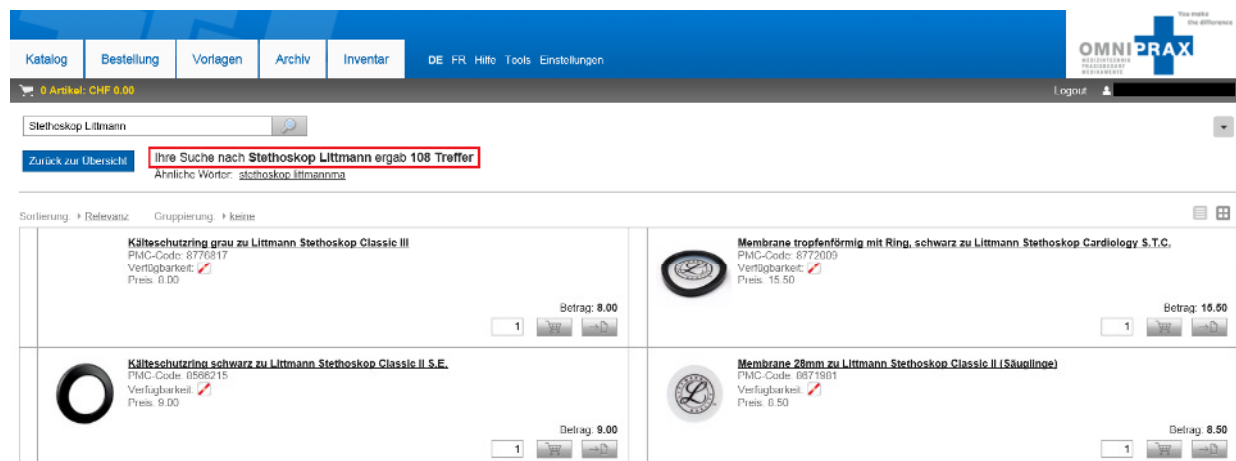 You make
the difference
OMNIPRAX
MEDIZINTECHNIK
PRAXISBEDARF
MEDIKAMENTE
Katalog Bestellung Vorlagen Archiv Inventar DE FR Hilfe Tools Einstellungen
0 Artikel: CHF 0.00 Logout
Stethoskop Littmann
Zurück zur Übersicht Ihre Suche nach Stethoskop Littmann ergab 108 Treffer
Ähnliche Wörter: stethoskop littmannma
Sortierung: Relevanz Gruppierung: keine
Kälteschutzring grau zu Littmann Stethoskop Classic III
PMC-Code: 8776817
Verfügbarkeit:
Preis: 8.00
Betrag: 8.00
1
Membrane tropfenförmig mit Ring, schwarz zu Littmann Stethoskop Cardiology S.T.C.
PMC-Code: 8772009
Verfügbarkeit:
Preis: 15.50
Betrag: 15.50
1
Kälteschutzring schwarz zu Littmann Stethoskop Classic II S.E.
PMC-Code: 8566215
Verfügbarkeit:
Preis: 9.00
Betrag: 9.00
1
Membrane 28mm zu Littmann Stethoskop Classic II (Säuglinge)
PMC-Code: 8671981
Verfügbarkeit:
Preis: 8.50
Betrag: 8.50
1